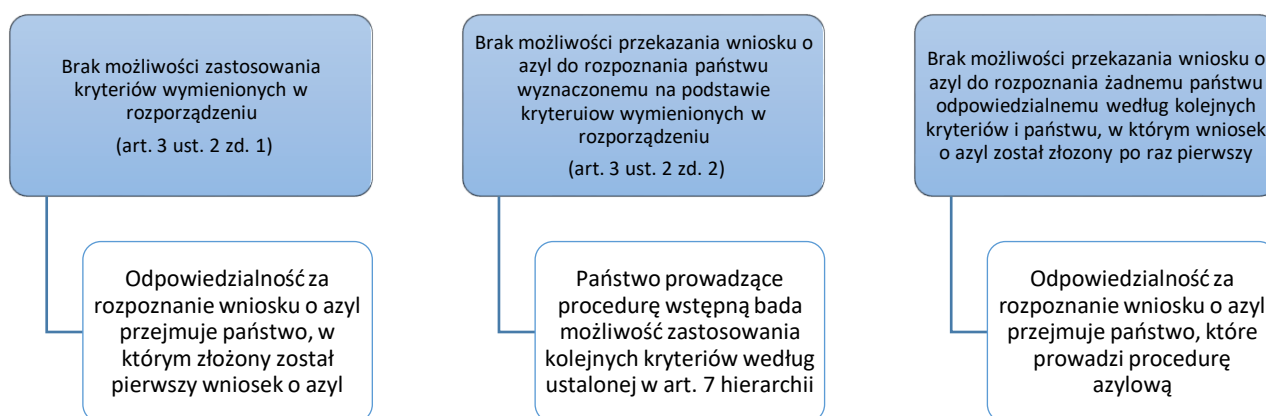 Brak możliwości zastosowania
kryteriów wymienionych w
rozporządzeniu
(art. 3 ust. 2 zd. 1)
Odpowiedzialność za
rozpoznanie wniosku o azyl
przejmuje państwo, w
którym złożony został
pierwszy wniosek o azyl
Brak możliwości przekazania wniosku o
azyl do rozpoznania państwu
wyznaczonemu na podstawie
kryteruiow wymienionych w
rozporządzeniu
(art. 3 ust. 2 zd. 2)
Państwo prowadzące
procedurę wstępną bada
możliwość zastosowania
kolejnych kryteriów według
ustalonej w art. 7 hierarchii
Brak możliwości przekazania wniosku o
azyl do rozpoznania żadnemu państwu
odpowiedzialnemu według kolejnych
kryteriów i państwu, w którym wniosek
o azyl został złozony po raz pierwszy
Odpowiedzialność za
rozpoznanie wniosku o azyl
przejmuje państwo, które
prowadzi procedurę
azylową